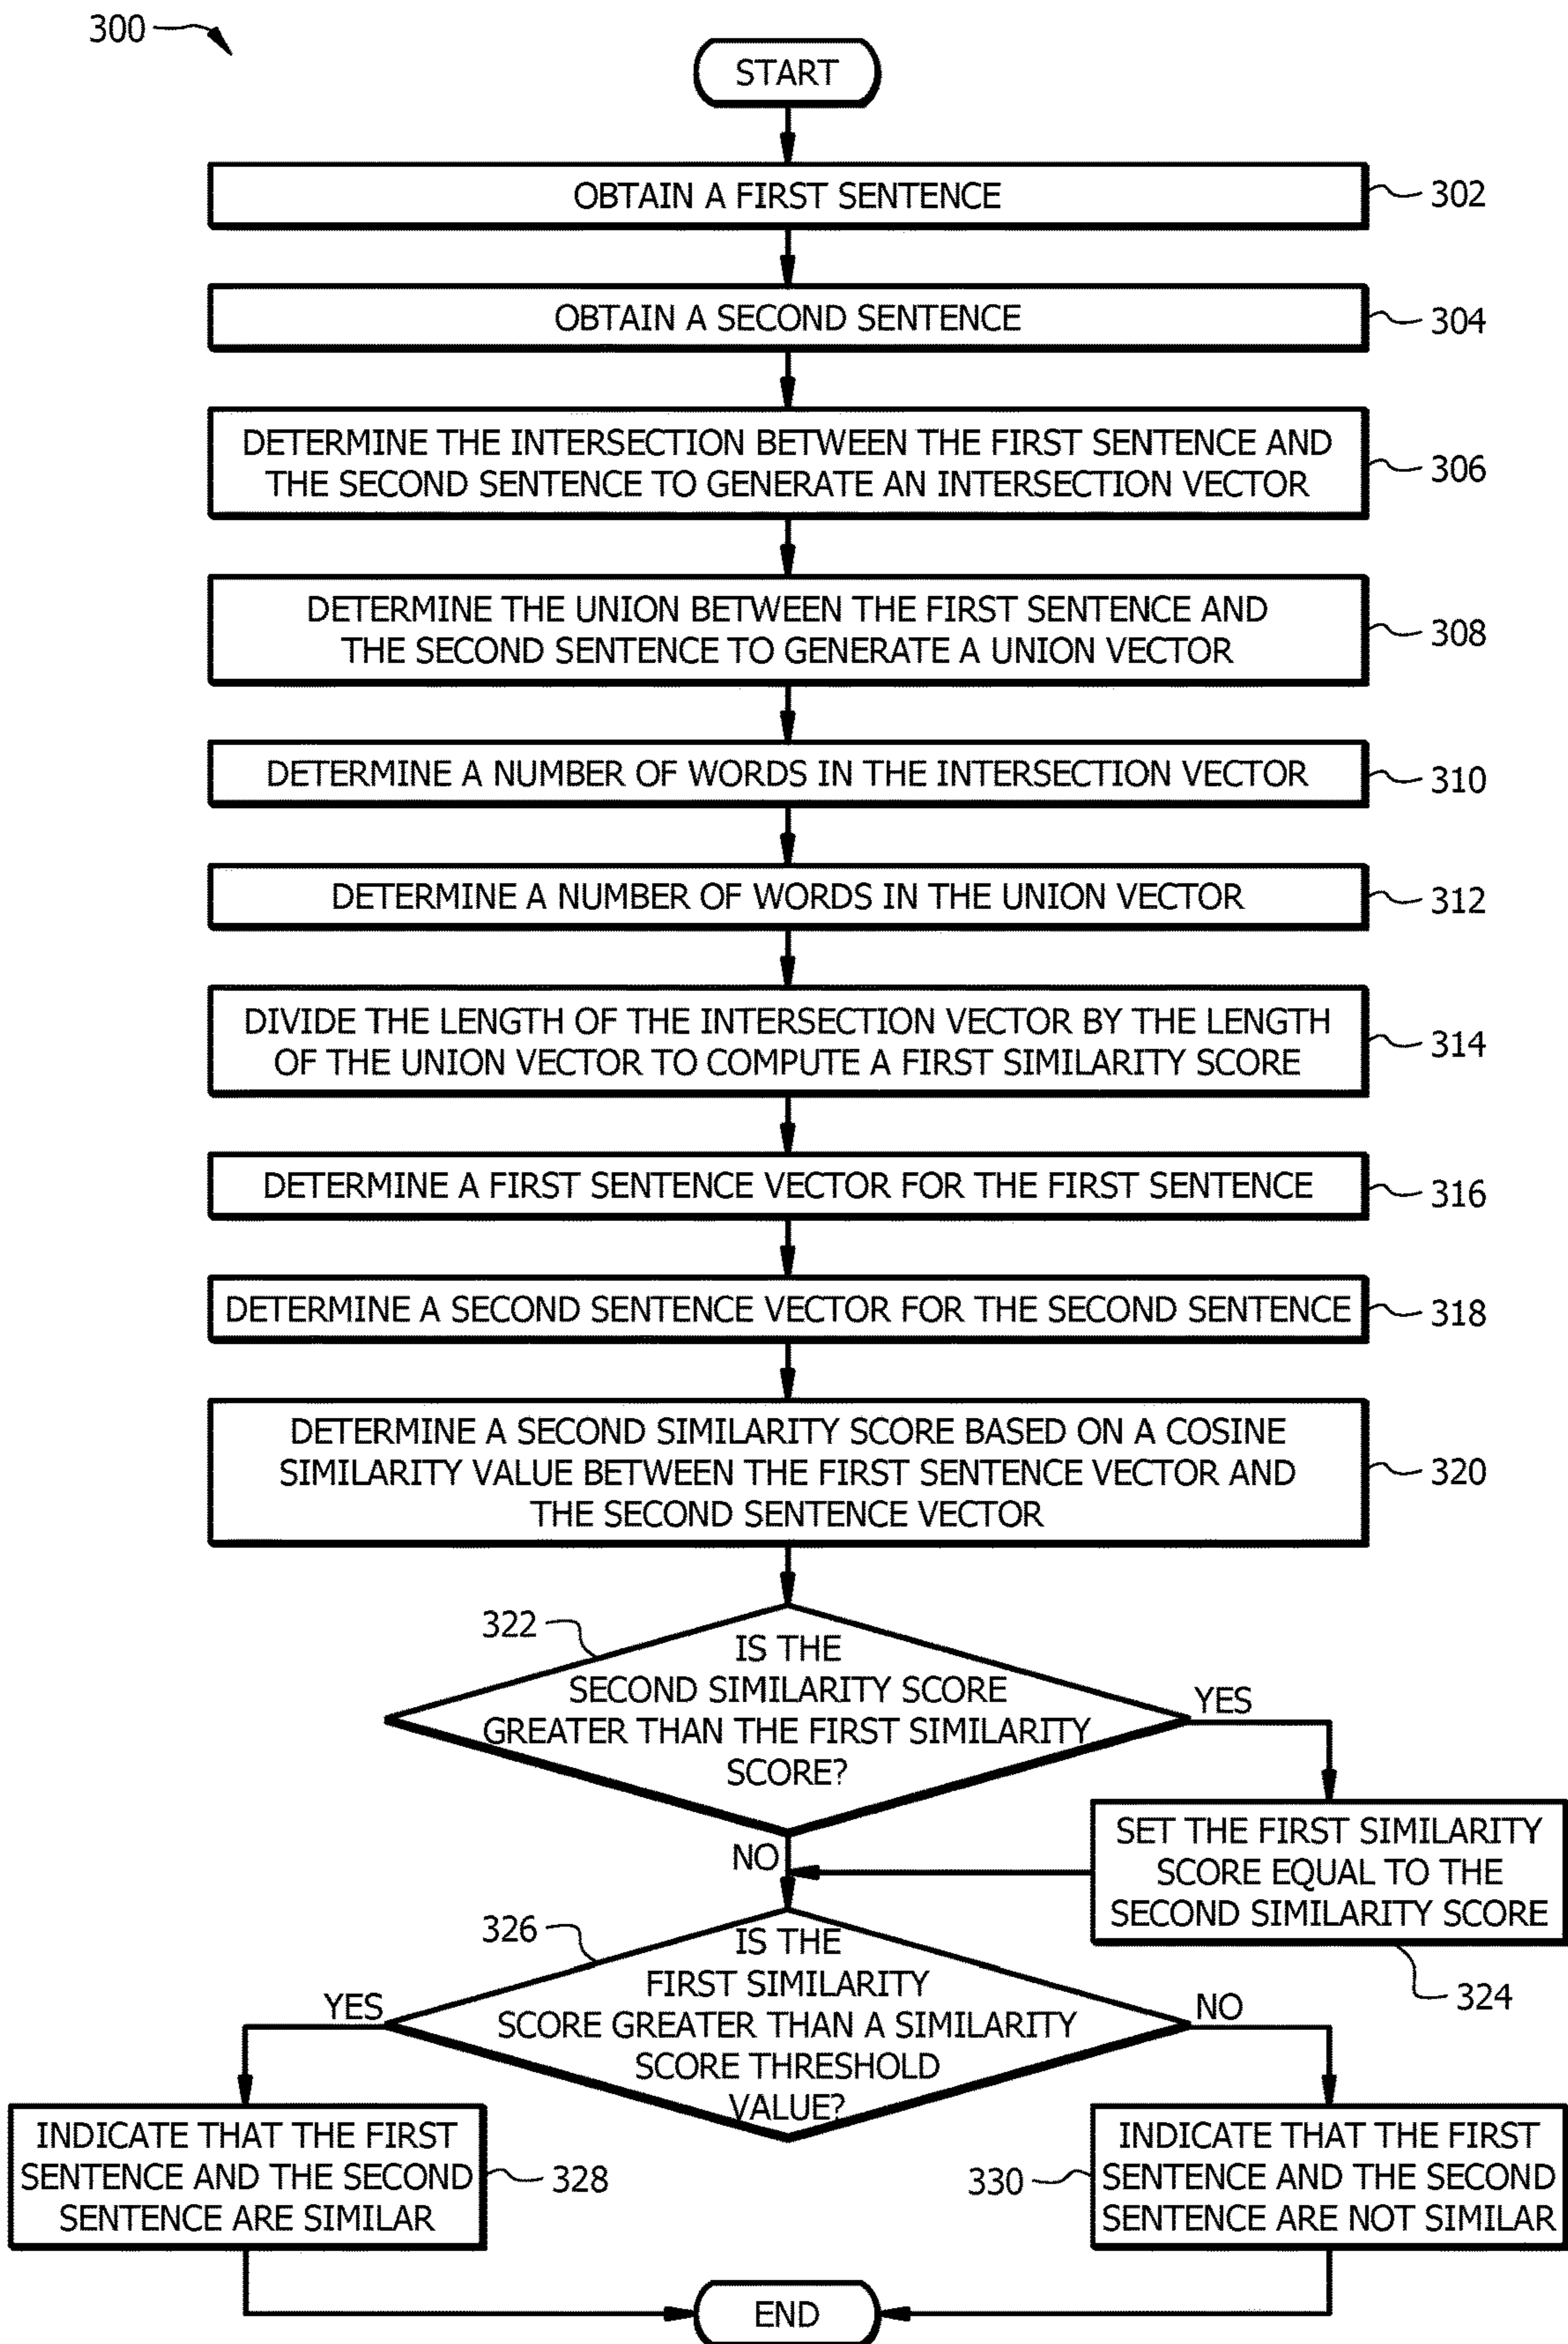 300
START
OBTAIN A FIRST SENTENCE
302
OBTAIN A SECOND SENTENCE
304
DETERMINE THE INTERSECTION BETWEEN THE FIRST SENTENCE AND
THE SECOND SENTENCE TO GENERATE AN INTERSECTION VECTOR
306
DETERMINE THE UNION BETWEEN THE FIRST SENTENCE AND
THE SECOND SENTENCE TO GENERATE A UNION VECTOR
308
DETERMINE A NUMBER OF WORDS IN THE INTERSECTION VECTOR
310
DETERMINE A NUMBER OF WORDS IN THE UNION VECTOR
312
DIVIDE THE LENGTH OF THE INTERSECTION VECTOR BY THE LENGTH
OF THE UNION VECTOR TO COMPUTE A FIRST SIMILARITY SCORE
314
DETERMINE A FIRST SENTENCE VECTOR FOR THE FIRST SENTENCE
316
DETERMINE A SECOND SENTENCE VECTOR FOR THE SECOND SENTENCE
318
DETERMINE A SECOND SIMILARITY SCORE BASED ON A COSINE
SIMILARITY VALUE BETWEEN THE FIRST SENTENCE VECTOR AND
THE SECOND SENTENCE VECTOR
320
322
IS THE
SECOND SIMILARITY SCORE
GREATER THAN THE FIRST SIMILARITY
SCORE?
YES
NO
SET THE FIRST SIMILARITY
SCORE EQUAL TO THE
SECOND SIMILARITY SCORE
324
326
IS THE
FIRST SIMILARITY
SCORE GREATER THAN A SIMILARITY
SCORE THRESHOLD
VALUE?
YES
NO
INDICATE THAT THE FIRST
SENTENCE AND THE SECOND
SENTENCE ARE SIMILAR
328
330
INDICATE THAT THE FIRST
SENTENCE AND THE SECOND
SENTENCE ARE NOT SIMILAR
END